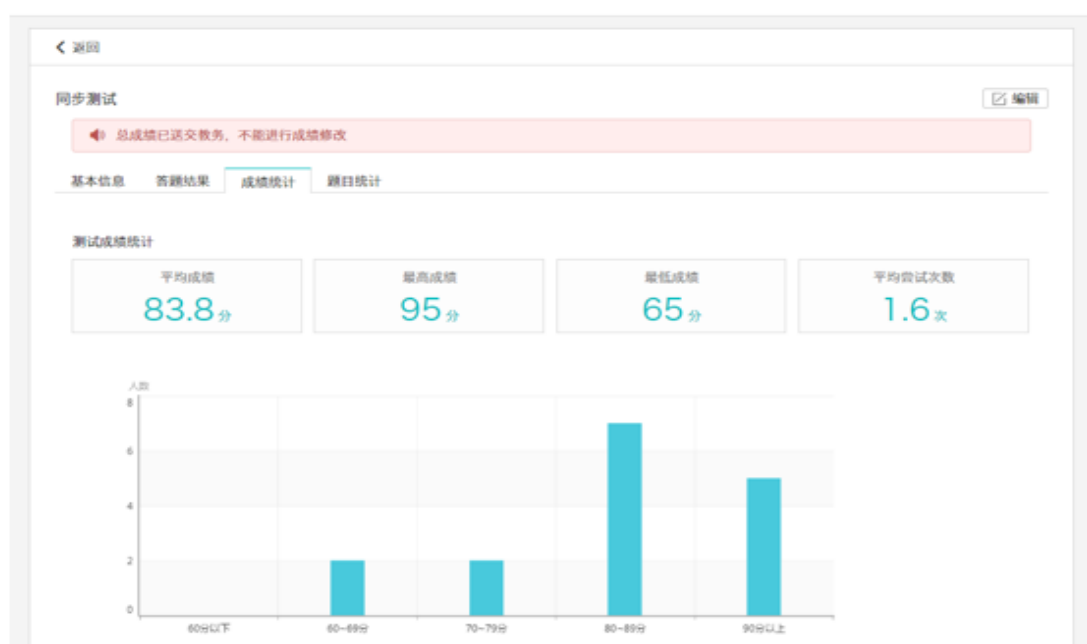 返回
同步测试 编辑
总成绩已送交教务，不能进行成绩修改
基本信息 答题结果 成绩统计 题目统计
测试成绩统计
平均成绩 最高成绩 最低成绩 平均尝试次数
83.8分 95分 65分 1.6次
人数
8
6
4
2
0
60分以下 60~69分 70~79分 80~89分 90分以上